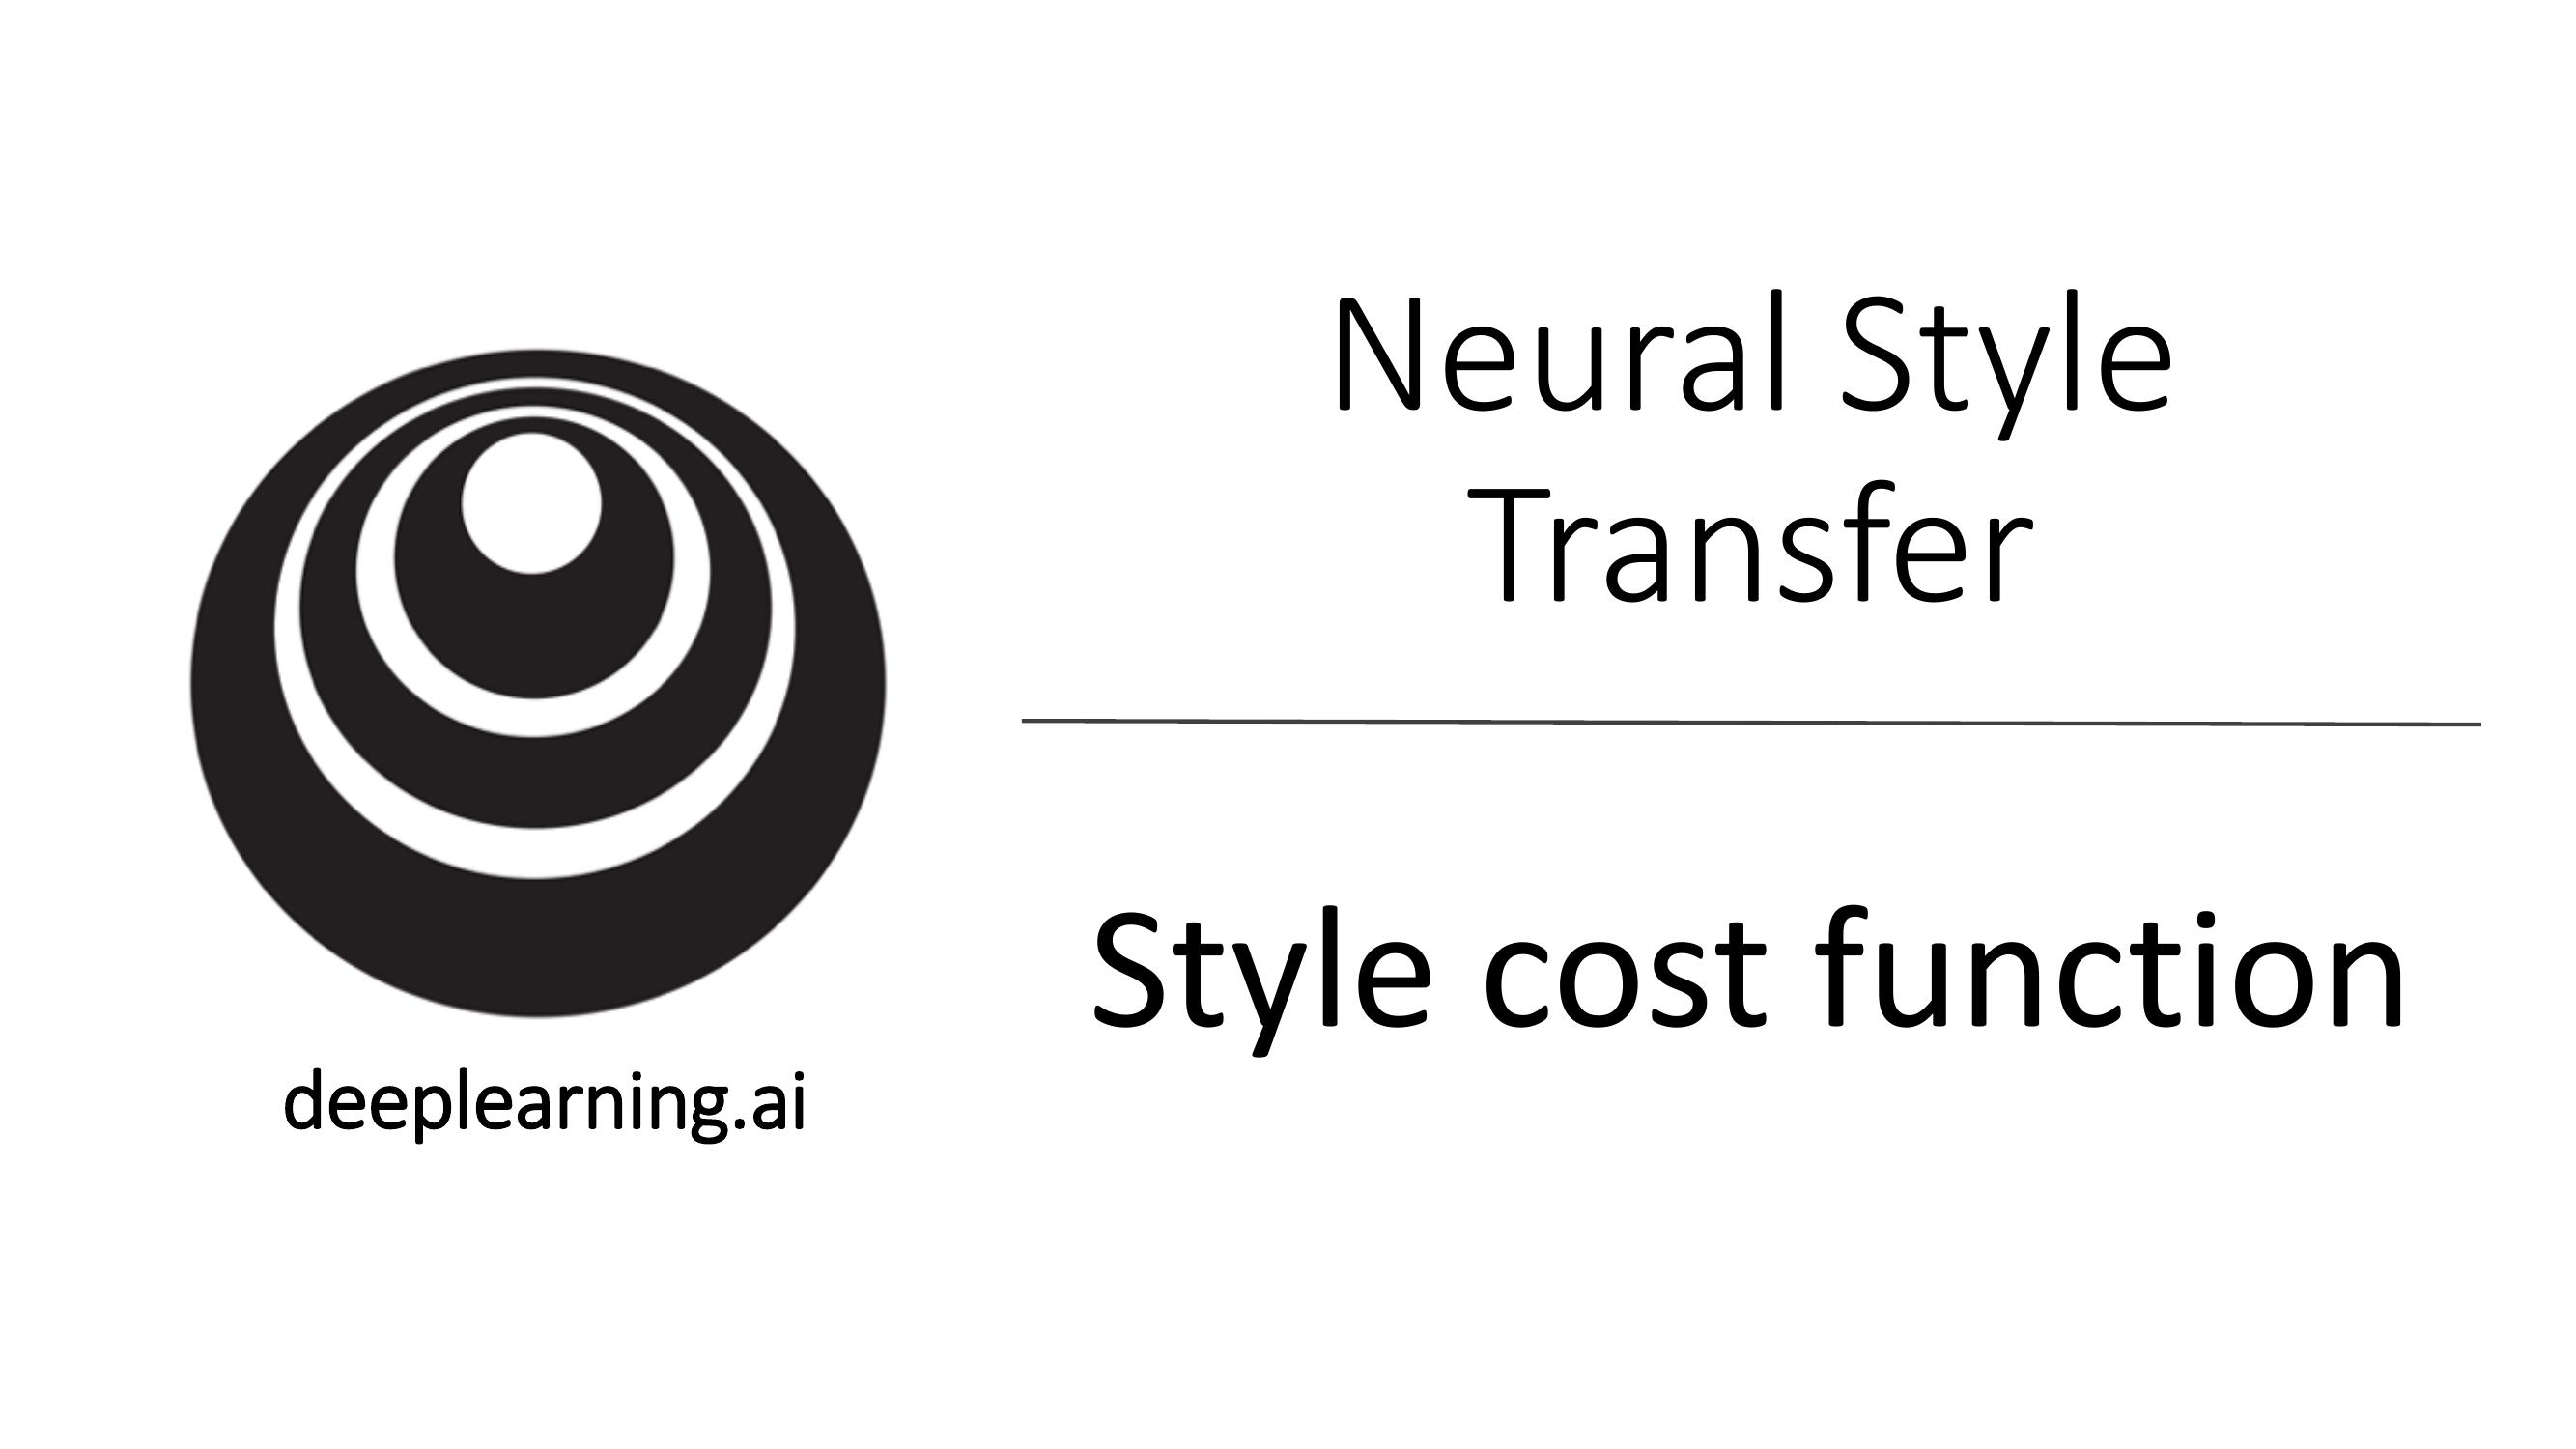 Neural Style
Transfer
Style cost function
deeplearning.ai